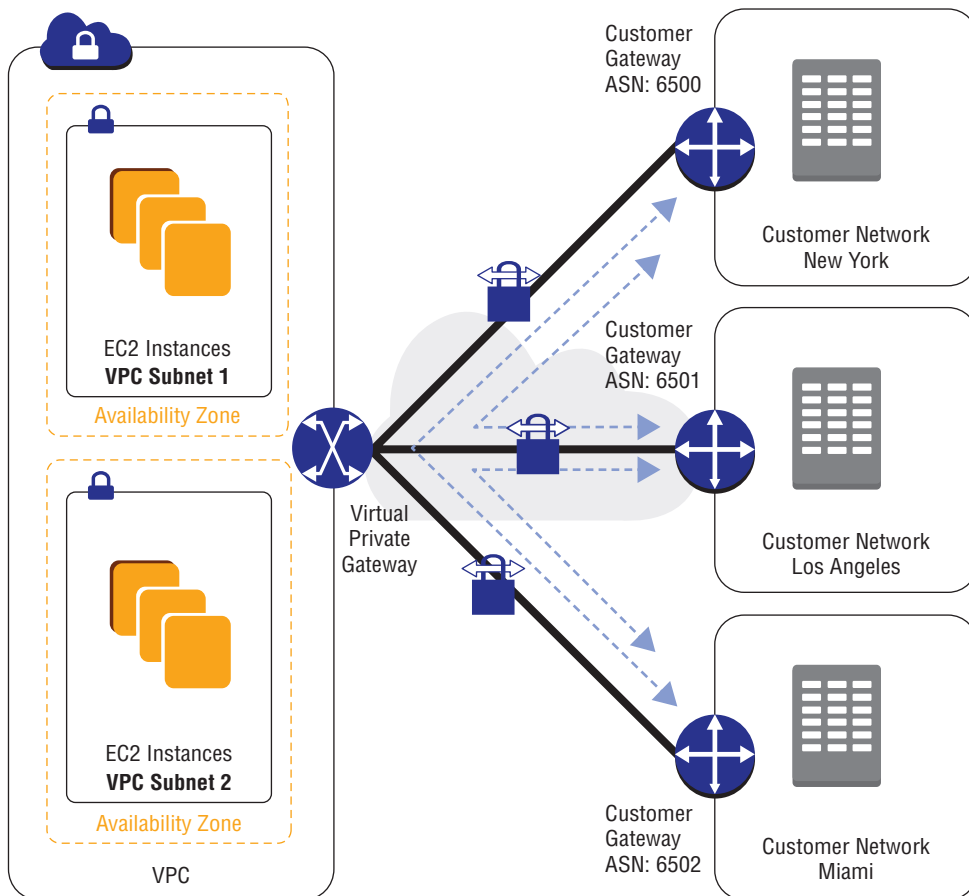 EC2 Instances
VPC Subnet 1
Availability Zone
EC2 Instances
VPC Subnet 2
Availability Zone
VPC
Virtual
Private
Gateway
Customer
Gateway
ASN: 6500
Customer Network
New York
Customer
Gateway
ASN: 6501
Customer Network
Los Angeles
Customer
Gateway
ASN: 6502
Customer Network
Miami